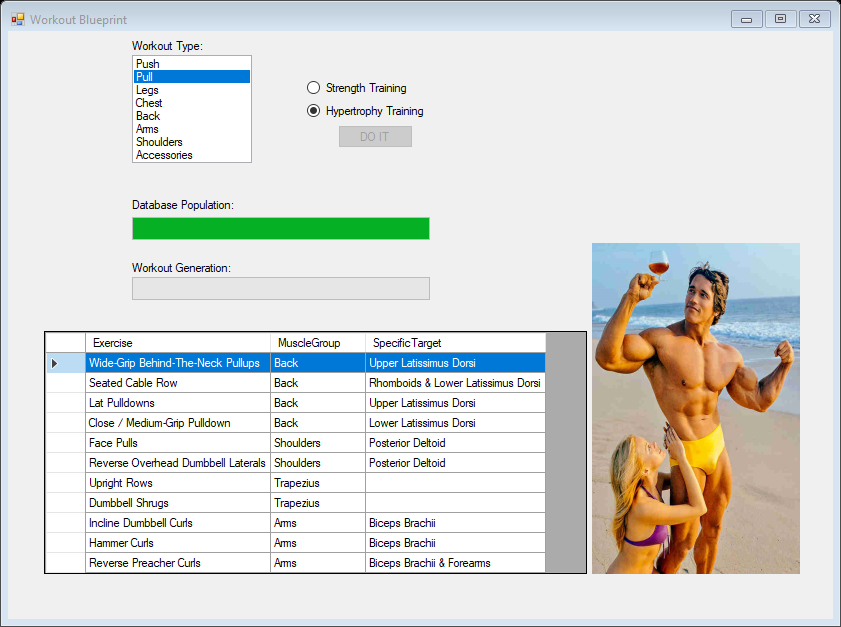 Workout Blueprint
Workout Type:
Push
Pull
Legs
Chest
Back
Arms
Shoulders
Accessories
Strength Training
Hypertrophy Training
DO IT
Database Population:
Workout Generation:
Exercise MuscleGroup SpecificTarget
Wide-Grip Behind-The-Neck Pullups Back Upper Latissimus Dorsi
Seated Cable Row Back Rhomboids & Lower Latissimus Dorsi
Lat Pulldowns Back Upper Latissimus Dorsi
Close / Medium-Grip Pulldown Back Lower Latissimus Dorsi
Face Pulls Shoulders Posterior Deltoid
Reverse Overhead Dumbbell Laterals Shoulders Posterior Deltoid
Upright Rows Trapezius
Dumbbell Shrugs Trapezius
Incline Dumbbell Curls Arms Biceps Brachii
Hammer Curls Arms Biceps Brachii
Reverse Preacher Curls Arms Biceps Brachii & Forearms